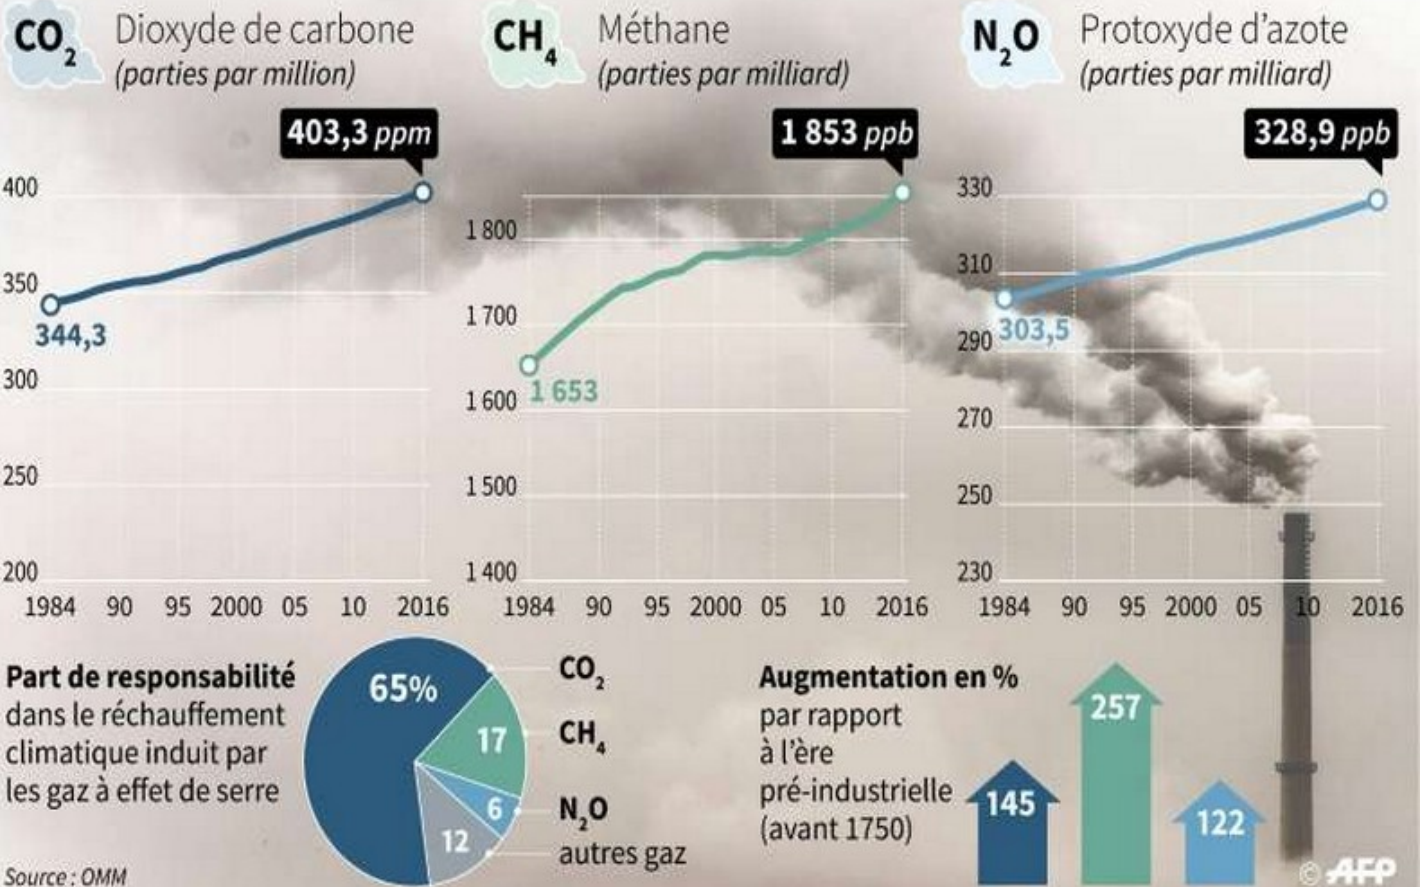 CO2 Dioxyde de carbone
(parties par million)
403,3 ppm
400
350
344,3
300
250
200
1984 90 95 2000 05 10 2016
CH4 Méthane
(parties par milliard)
1 853 ppb
1 800
1 700
1 653
1 600
1 500
1 400
1984 90 95 2000 05 10 2016
N2O Protoxyde d'azote
(parties par milliard)
328,9 ppb
330
310
303,5
290
270
250
230
1984 90 95 2000 05 10 2016
Part de responsabilité
dans le réchauffement
climatique induit par
les gaz à effet de serre
65%
17
6
12
CO2
CH4
N2O
autres gaz
Augmentation en %
par rapport
à l'ère
pré-industrielle
(avant 1750)
145
257
122
Source : OMM
© AFP